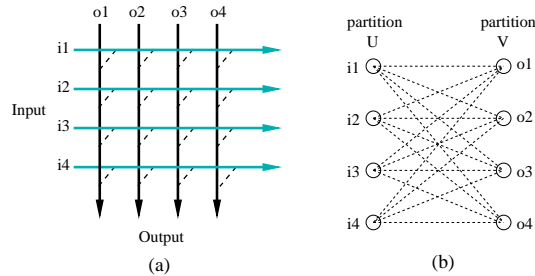 o1 o2 o3 o4
i1
i2
Input
i3
i4
Output
(a)
partition partition
U V
i1 o1
i2 o2
i3 o3
i4 o4
(b)